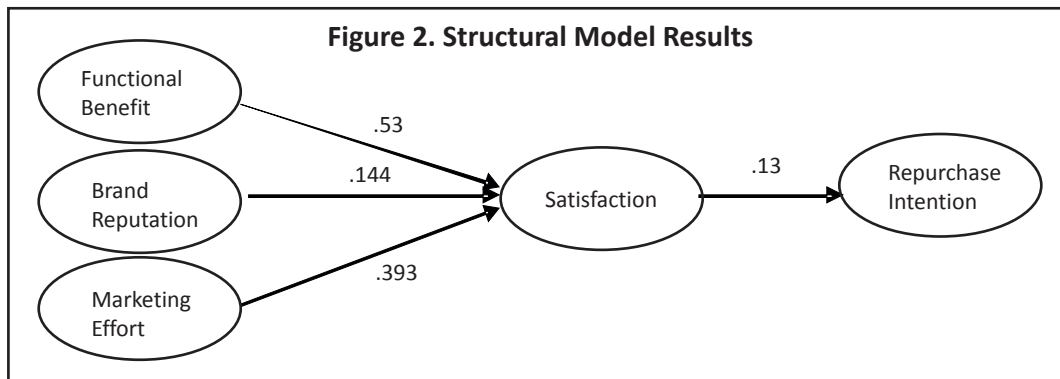 Figure 2. Structural Model Results
Functional
Benefit
.53
Brand
Reputation
.144
Marketing
Effort
.393
Satisfaction
.13
Repurchase
Intention